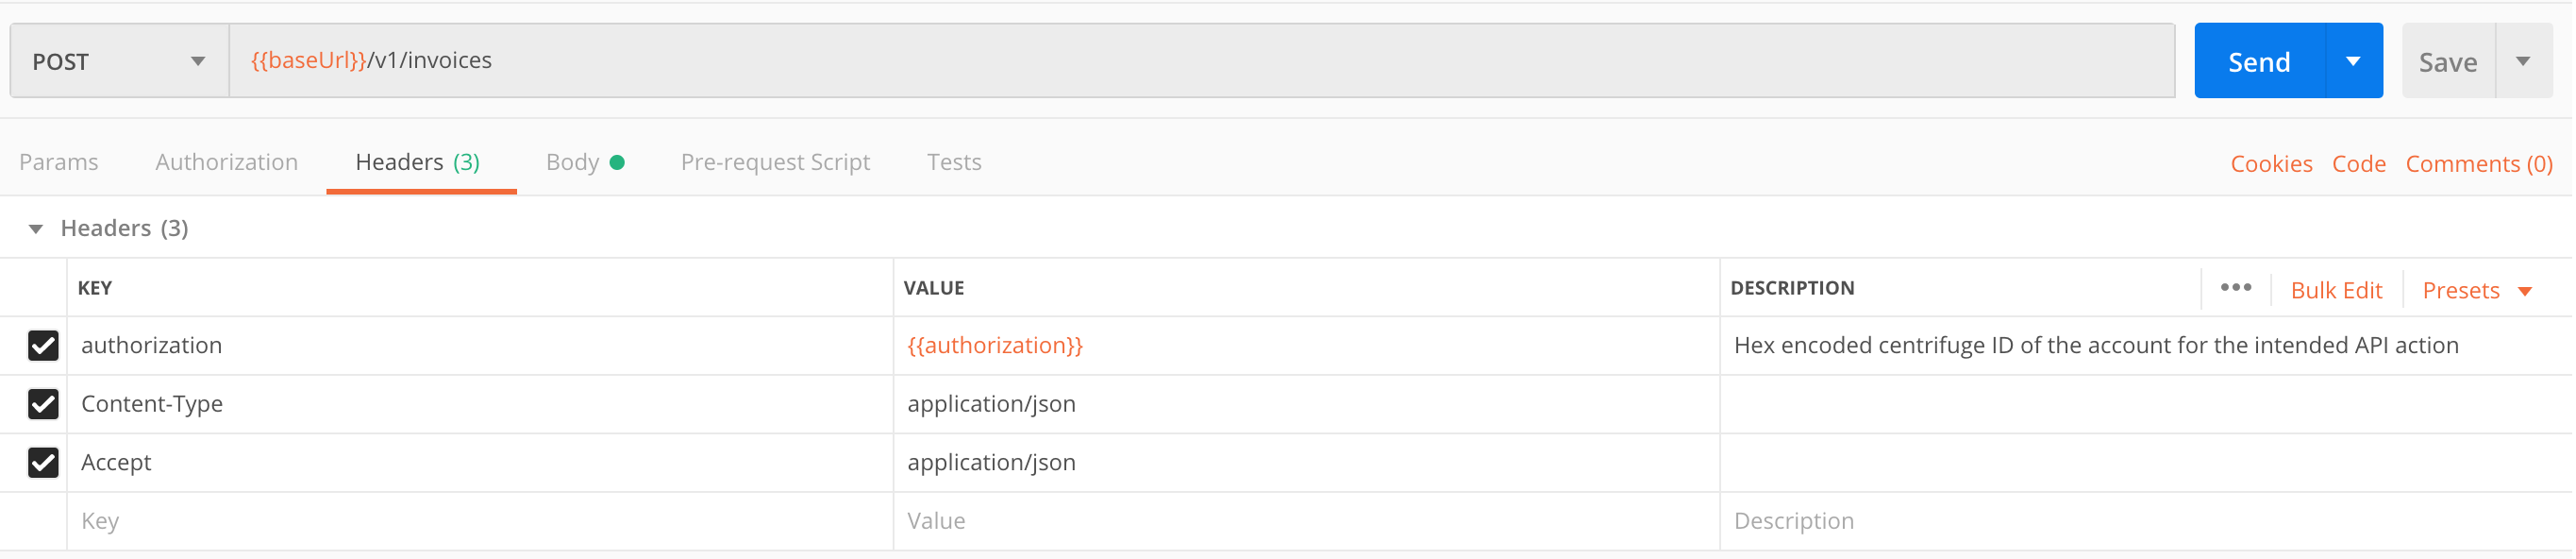 POST {{baseUrl}}/v1/invoices Send Save
Params Authorization Headers (3) Body Pre-request Script Tests Cookies Code Comments (0)
Headers (3)
KEY VALUE DESCRIPTION ••• Bulk Edit Presets
authorization {{authorization}} Hex encoded centrifuge ID of the account for the intended API action
Content-Type application/json
Accept application/json
Key Value Description